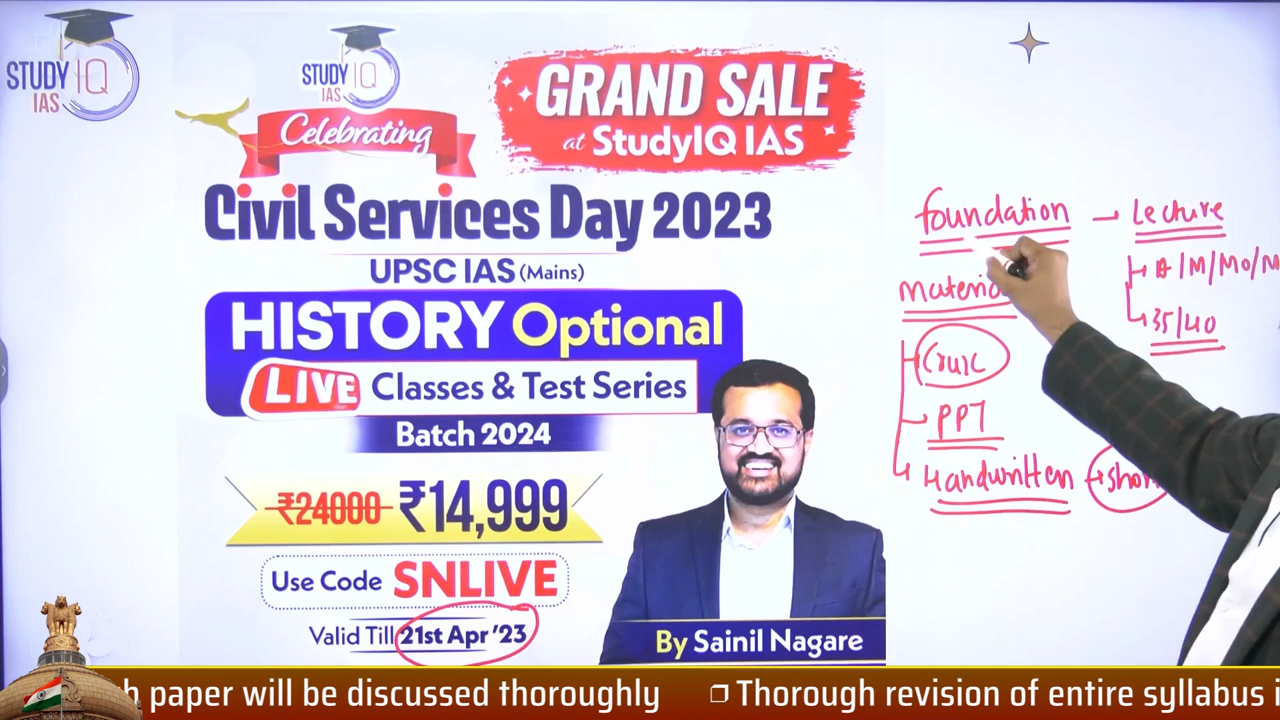 STUDY IQ
IAS
STUDY IQ
IAS
Celebrating
GRAND SALE
at StudyIQ IAS
Civil Services Day 2023
UPSC IAS (Mains)
HISTORY Optional
LIVE Classes & Test Series
Batch 2024
₹24000 ₹14,999
Use Code SNLIVE
Valid Till 21st Apr '23
By Sainil Nagare
foundation → Lecture
35/40
PPT
Handwritten
h paper will be discussed thoroughly ❒ Thorough revision of entire syllabus i